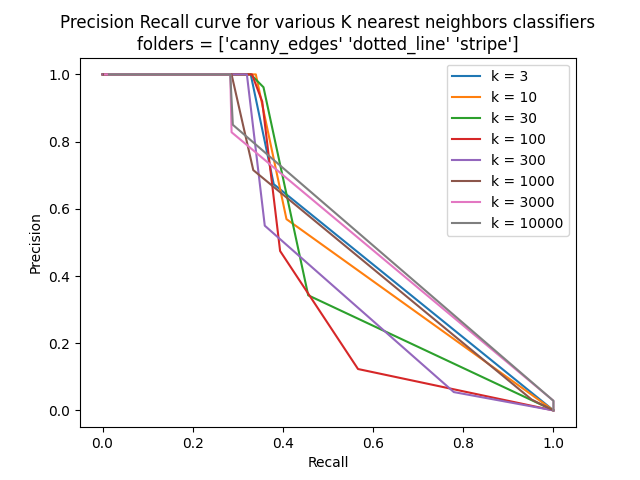 Precision Recall curve for various K nearest neighbors classifiers
folders = ['canny_edges' 'dotted_line' 'stripe']
1.0
0.8
0.6
0.4
0.2
0.0
Precision
k = 3
k = 10
k = 30
k = 100
k = 300
k = 1000
k = 3000
k = 10000
0.0 0.2 0.4 0.6 0.8 1.0
Recall